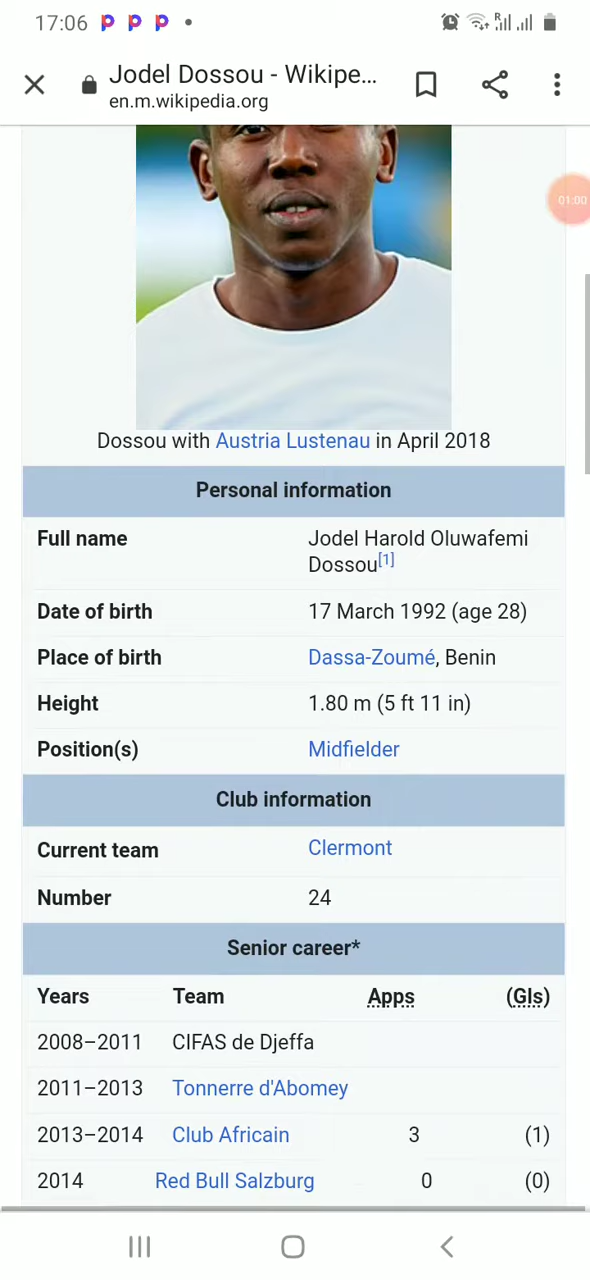 17:06 P P P
Jodel Dossou - Wikipe...
en.m.wikipedia.org
01:00
Dossou with Austria Lustenau in April 2018
Personal information
Full name Jodel Harold Oluwafemi
Dossou[1]
Date of birth 17 March 1992 (age 28)
Place of birth Dassa-Zoumé, Benin
Height 1.80 m (5 ft 11 in)
Position(s) Midfielder
Club information
Current team Clermont
Number 24
Senior career*
Years Team Apps (Gls)
2008–2011 CIFAS de Djeffa
2011–2013 Tonnerre d'Abomey
2013–2014 Club Africain 3 (1)
2014 Red Bull Salzburg 0 (0)